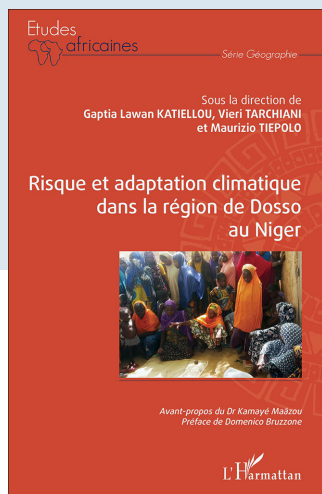 Etudes
africaines
Série Géographie
Sous la direction de
Gaptia Lawan KATIELLOU, Vieri TARCHIANI
et Maurizio TIEPOLO
Risque et adaptation climatique
dans la région de Dosso
au Niger
Avant-propos du Dr Kamayé Maâzou
Préface de Domenico Bruzzone
L'Harmattan